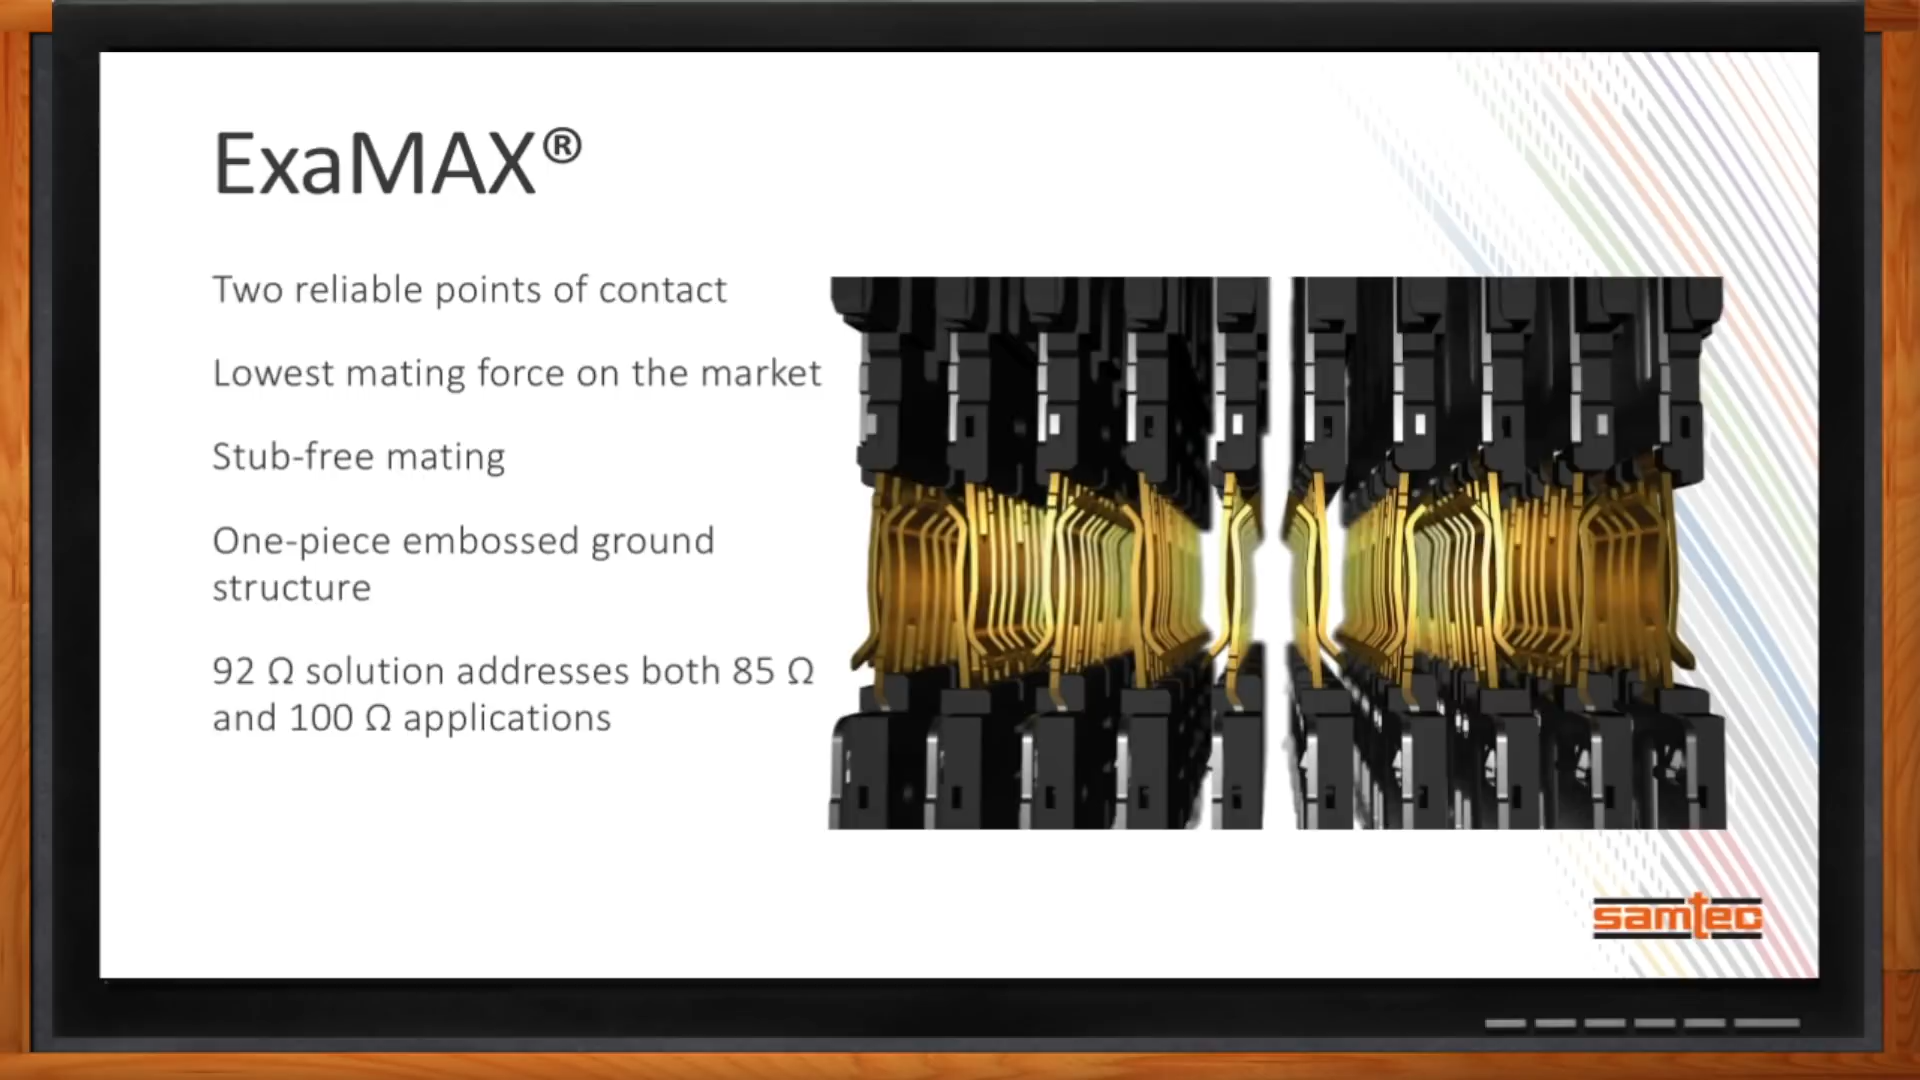 ExaMAX®
Two reliable points of contact
Lowest mating force on the market
Stub-free mating
One-piece embossed ground
structure
92 Ω solution addresses both 85 Ω
and 100 Ω applications
samtec